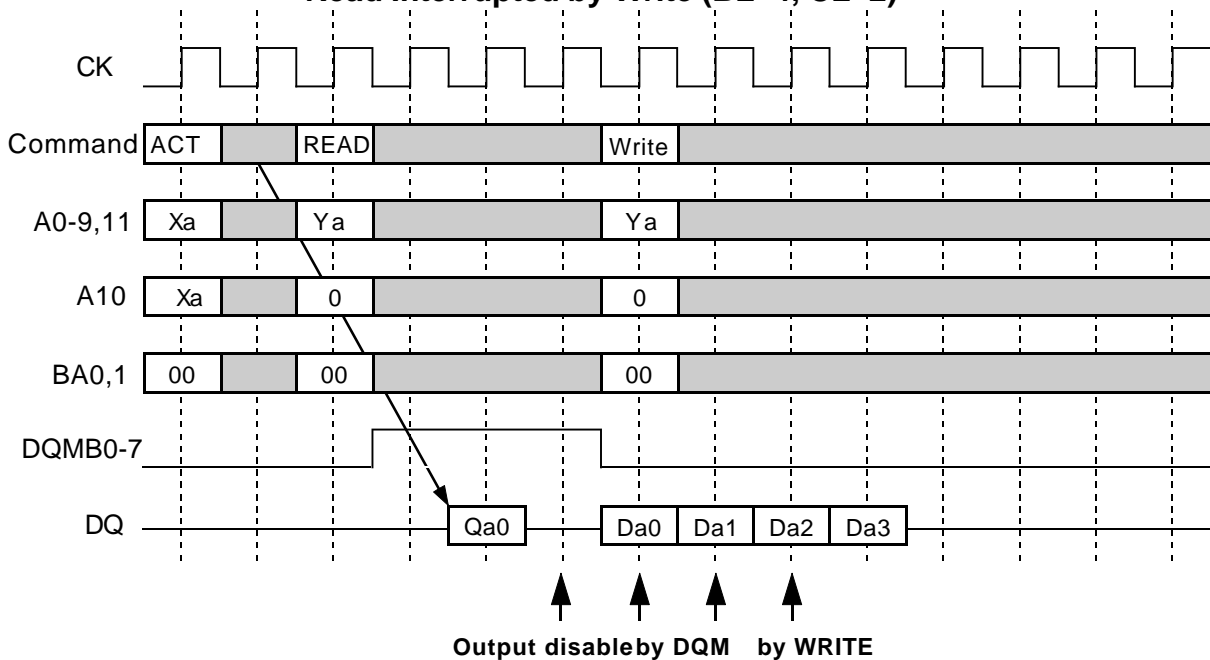 CK
Command ACT READ Write
A0-9,11 Xa Ya Ya
A10 Xa 0 0
BA0,1 00 00 00
DQMB0-7
DQ Qa0 Da0 Da1 Da2 Da3
Output disable by DQM by WRITE